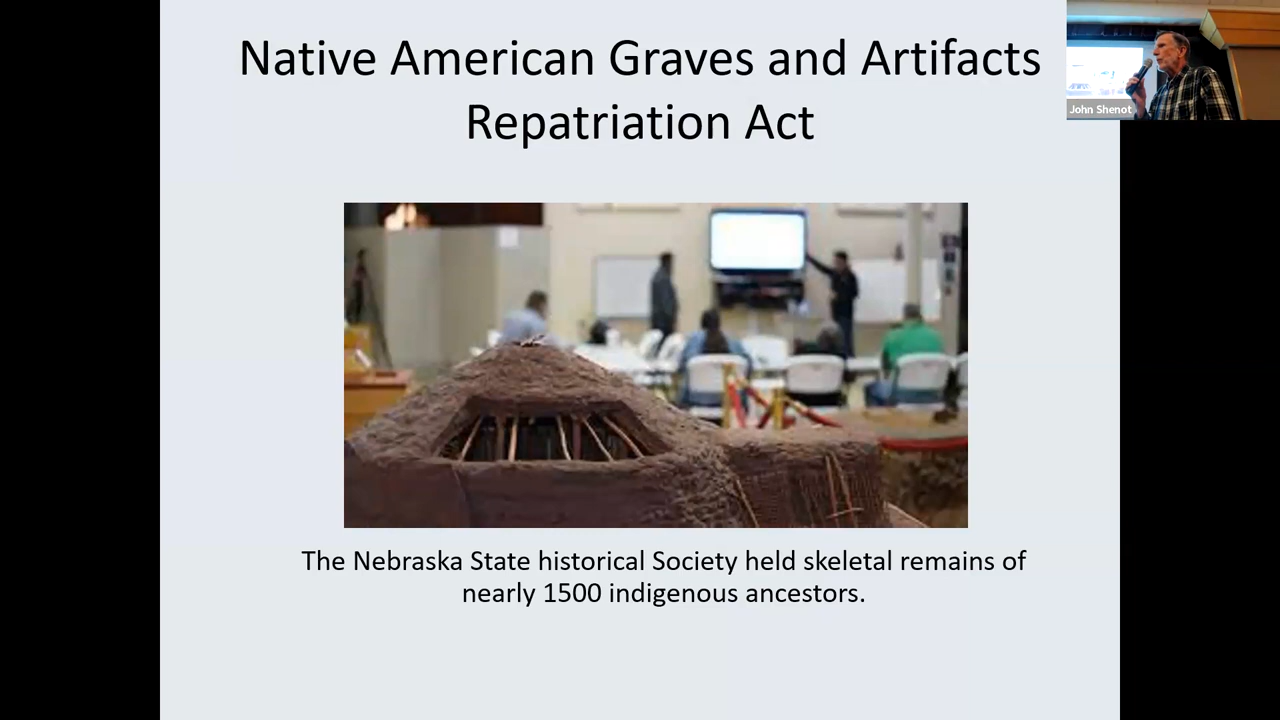 Native American Graves and Artifacts
Repatriation Act
John Shenot
The Nebraska State historical Society held skeletal remains of
nearly 1500 indigenous ancestors.